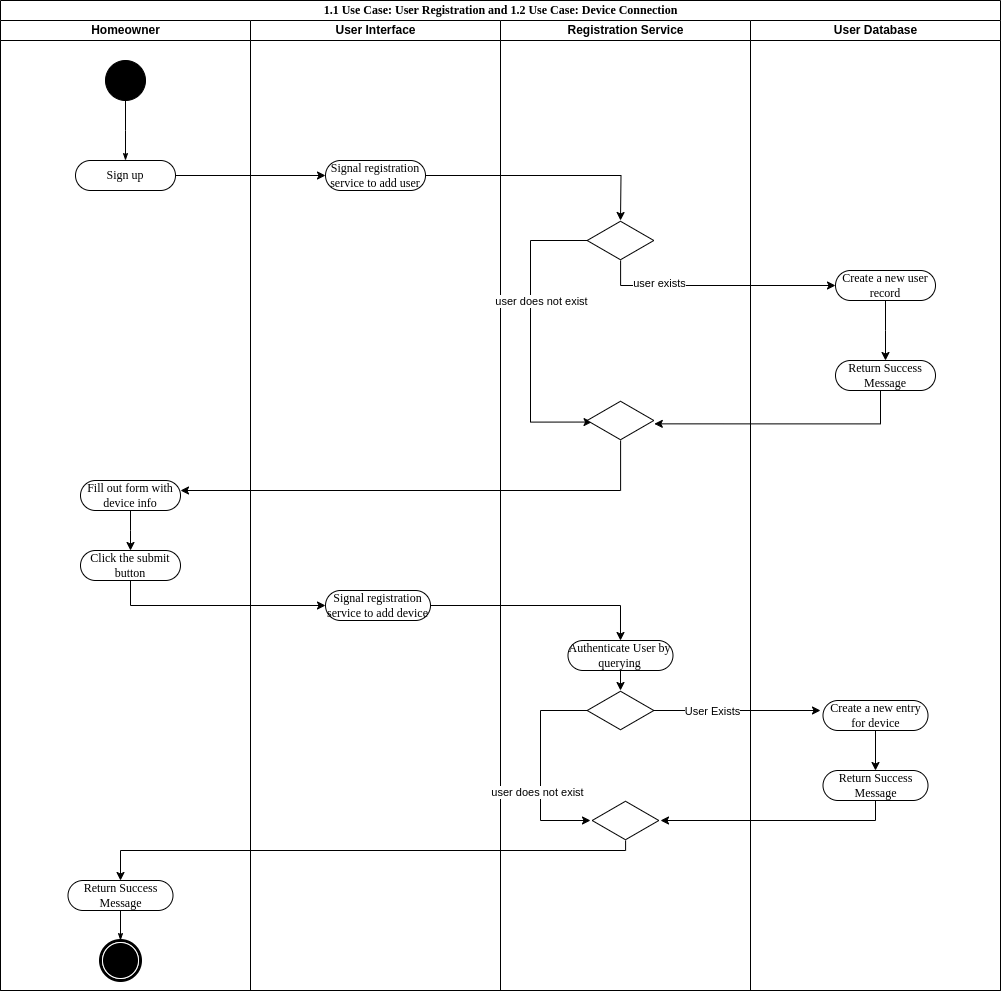 1.1 Use Case: User Registration and 1.2 Use Case: Device Connection
Homeowner
User Interface
Registration Service
User Database
Sign up
Signal registration
service to add user
user exists
Create a new user
record
user does not exist
Return Success
Message
Fill out form with
device info
Click the submit
button
Signal registration
service to add device
Authenticate User by
querying
User Exists
Create a new entry
for device
Return Success
Message
user does not exist
Return Success
Message